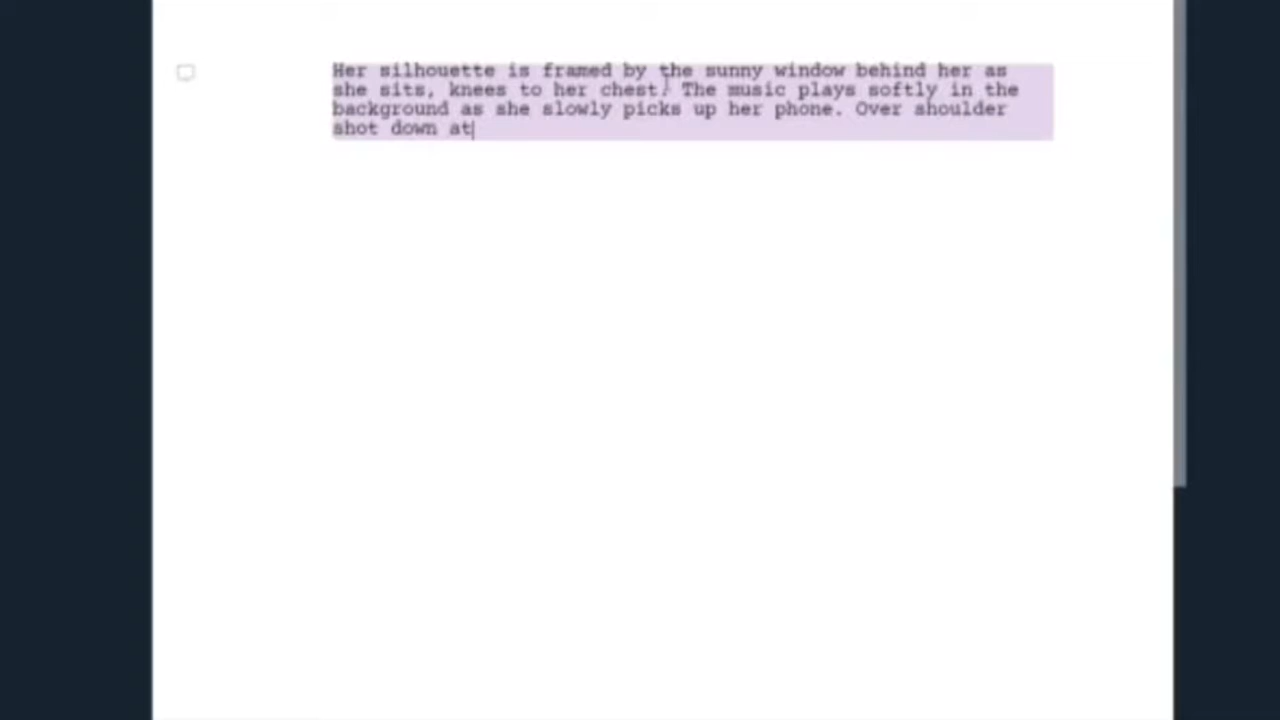 Her silhouette is framed by the sunny window behind her as
she sits, knees to her chest. The music plays softly in the
background as she slowly picks up her phone. Over shoulder
shot down at